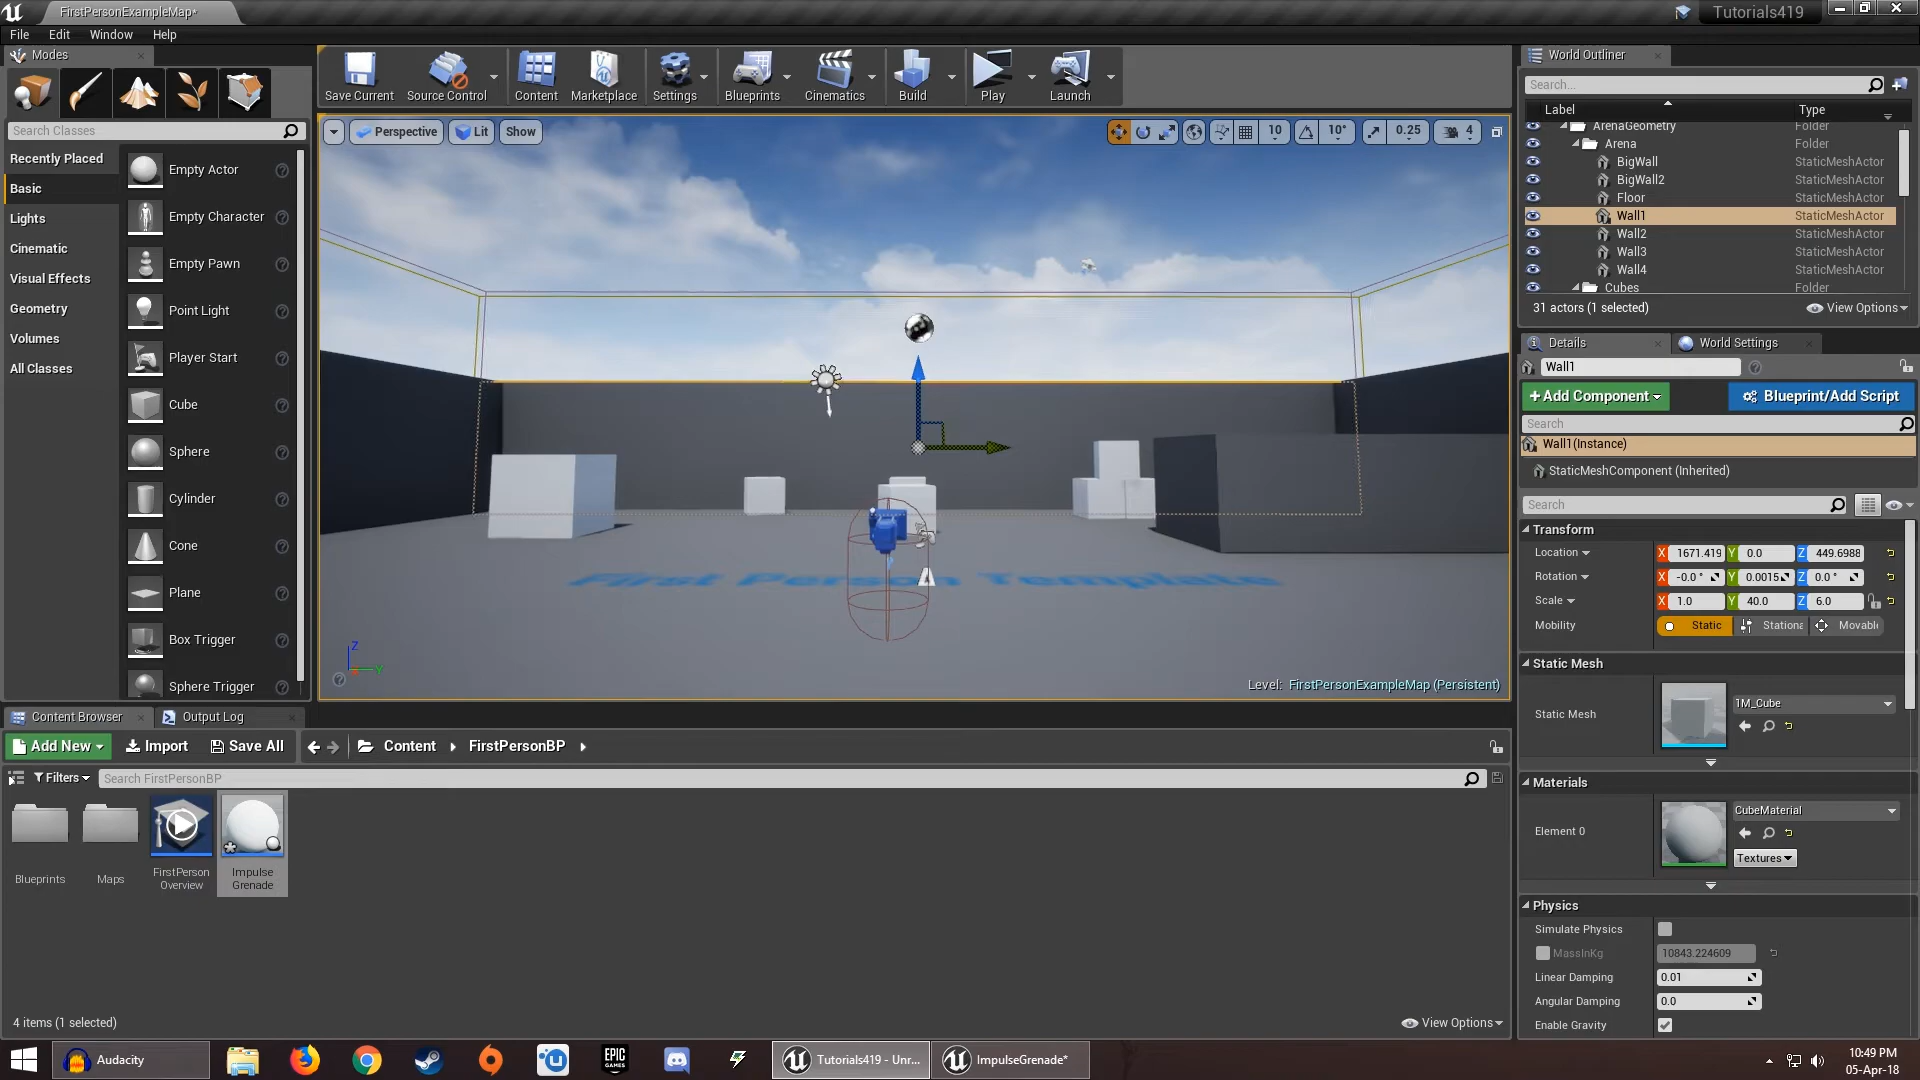 FirstPersonExampleMap*
Tutorials419
File Edit Window Help
Modes
Search Classes
Recently Placed
Basic
Lights
Cinematic
Visual Effects
Geometry
Volumes
All Classes
Empty Actor
Empty Character
Empty Pawn
Point Light
Player Start
Cube
Sphere
Cylinder
Cone
Plane
Box Trigger
Sphere Trigger
Save Current
Source Control
Content
Marketplace
Settings
Blueprints
Cinematics
Build
Play
Launch
Perspective
Lit
Show
10
10°
0.25
4
First Person Template
Z
Y
Level: FirstPersonExampleMap (Persistent)
World Outliner
Search...
Label Type
ArenaGeometry Folder
Arena Folder
BigWall StaticMeshActor
BigWall2 StaticMeshActor
Floor StaticMeshActor
Wall1 StaticMeshActor
Wall2 StaticMeshActor
Wall3 StaticMeshActor
Wall4 StaticMeshActor
Cubes Folder
31 actors (1 selected)
View Options
Details
World Settings
Wall1
+Add Component
Blueprint/Add Script
Search
Wall1(Instance)
StaticMeshComponent (Inherited)
Search
Transform
Location X 1671.419 Y 0.0 Z 449.6988
Rotation X -0.0 ° Y 0.0015 Z 0.0 °
Scale X 1.0 Y 40.0 Z 6.0
Mobility Static Stationa Movabl
Static Mesh
Static Mesh
1M_Cube
Materials
Element 0
CubeMaterial
Textures
Physics
Simulate Physics
MassInKg 10843.224609
Linear Damping 0.01
Angular Damping 0.0
Enable Gravity
Content Browser
Output Log
Add New
Import
Save All
Content
FirstPersonBP
Filters
Search FirstPersonBP
Blueprints
Maps
FirstPerson
Overview
Impulse
Grenade
4 items (1 selected)
View Options
Audacity
EPIC
GAMES
Tutorials419 - Unr...
ImpulseGrenade*
10:49 PM
05-Apr-18